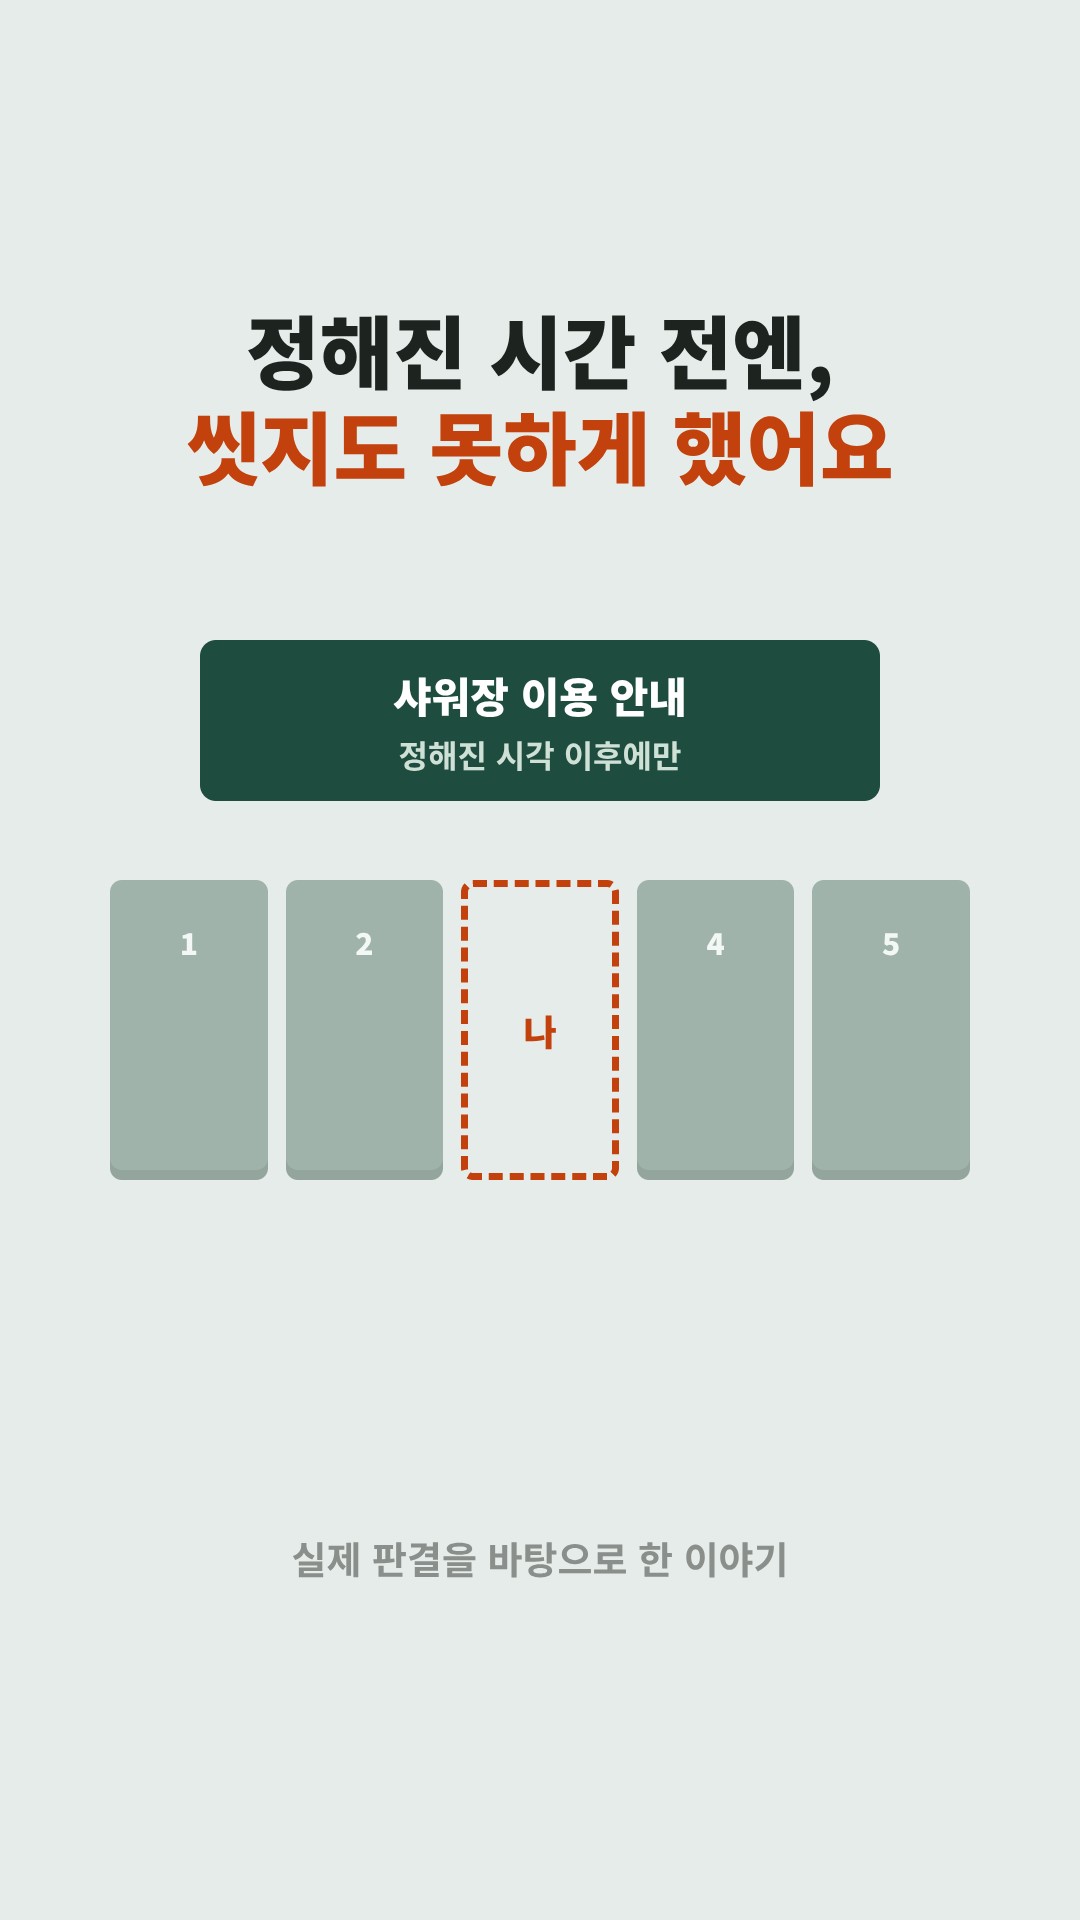 정해진 시간 전엔,
씻지도 못하게 했어요
샤워장 이용 안내
정해진 시각 이후에만
1 2 나 4 5
실제 판결을 바탕으로 한 이야기